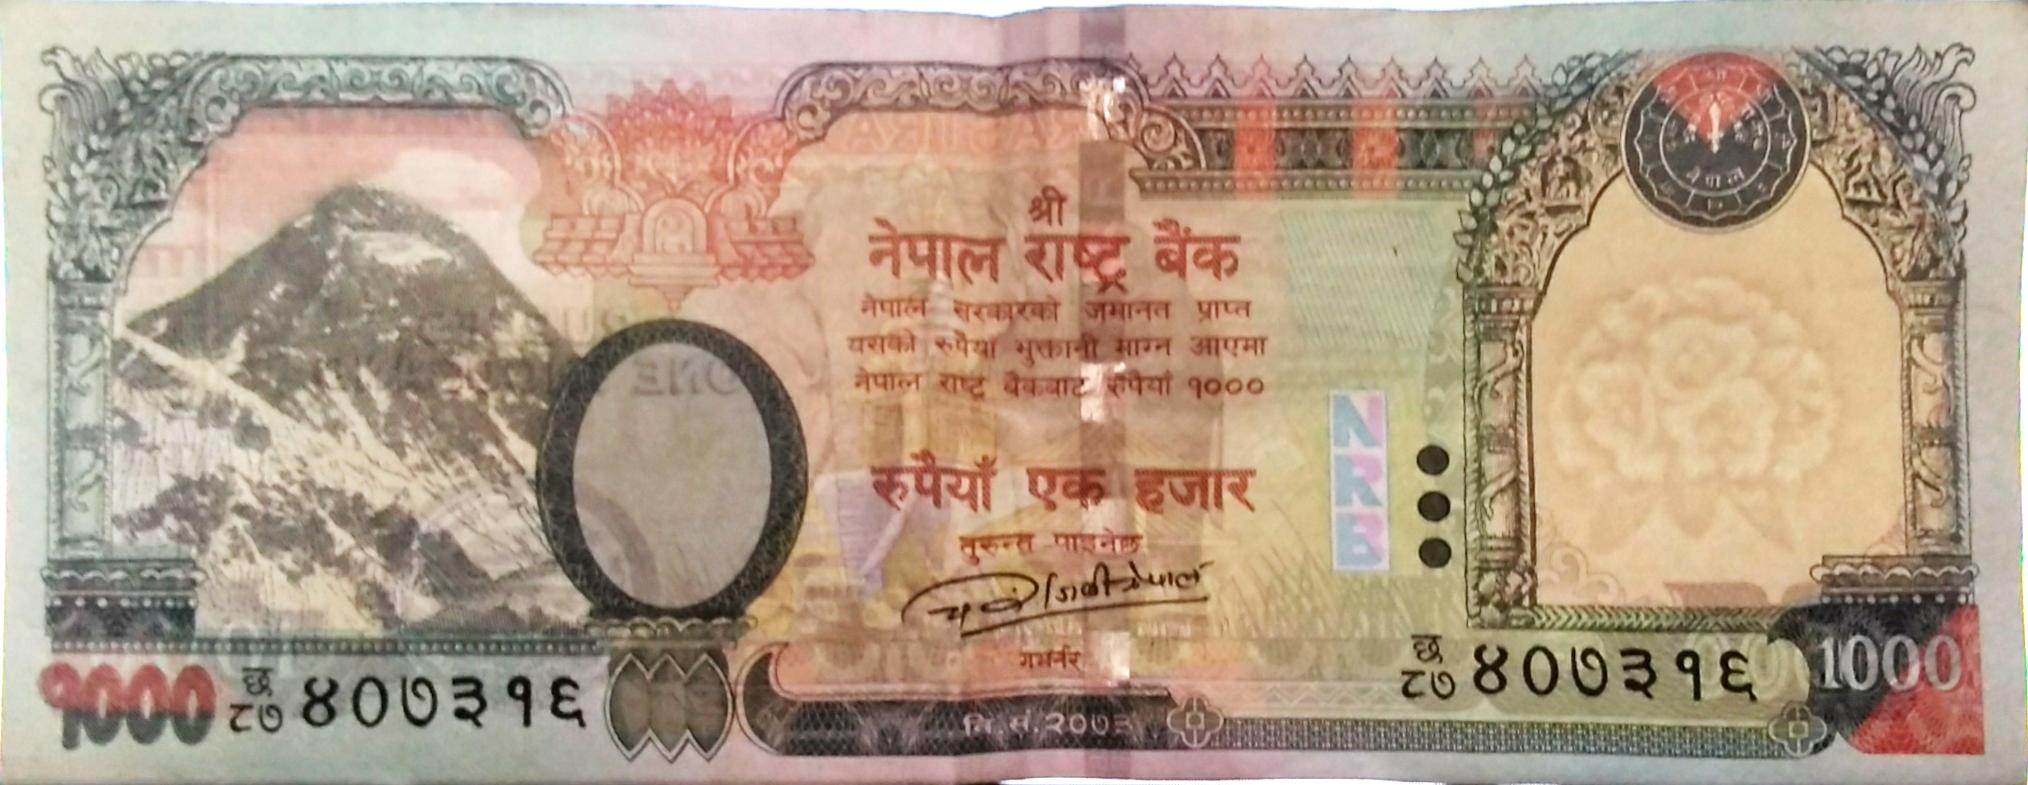 श्री
नेपाल राष्ट्र बैंक
नेपाल सरकारको जमानत प्राप्त
यसको रुपैयाँ भुक्तानी माग्न आएमा
नेपाल राष्ट्र बैंकबाट रुपैयाँ १०००
रुपैयाँ एक हजार
तुरुन्त पाइनेछ
गभर्नर
NRB
नेपाल
१००० छ ८७ ४०७३१६
छ ८७ ४०७३१६ 1000
वि.सं.२०७३